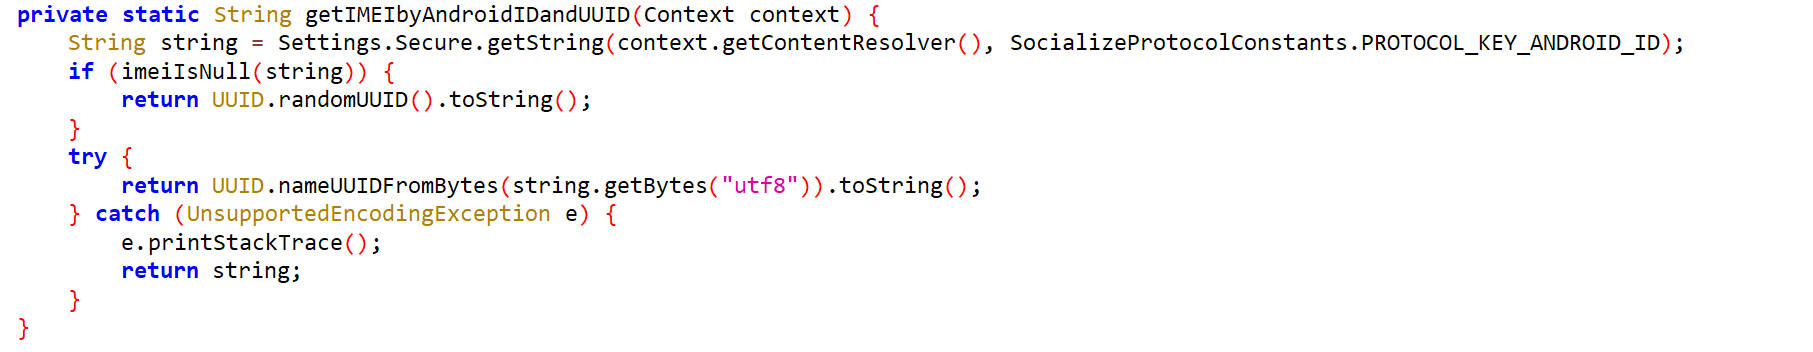 private static String getIMEIbyAndroidIDandUUID(Context context) {
    String string = Settings.Secure.getString(context.getContentResolver(), SocializeProtocolConstants.PROTOCOL_KEY_ANDROID_ID);
    if (imeiIsNull(string)) {
        return UUID.randomUUID().toString();
    }
    try {
        return UUID.nameUUIDFromBytes(string.getBytes("utf8")).toString();
    } catch (UnsupportedEncodingException e) {
        e.printStackTrace();
        return string;
    }
}